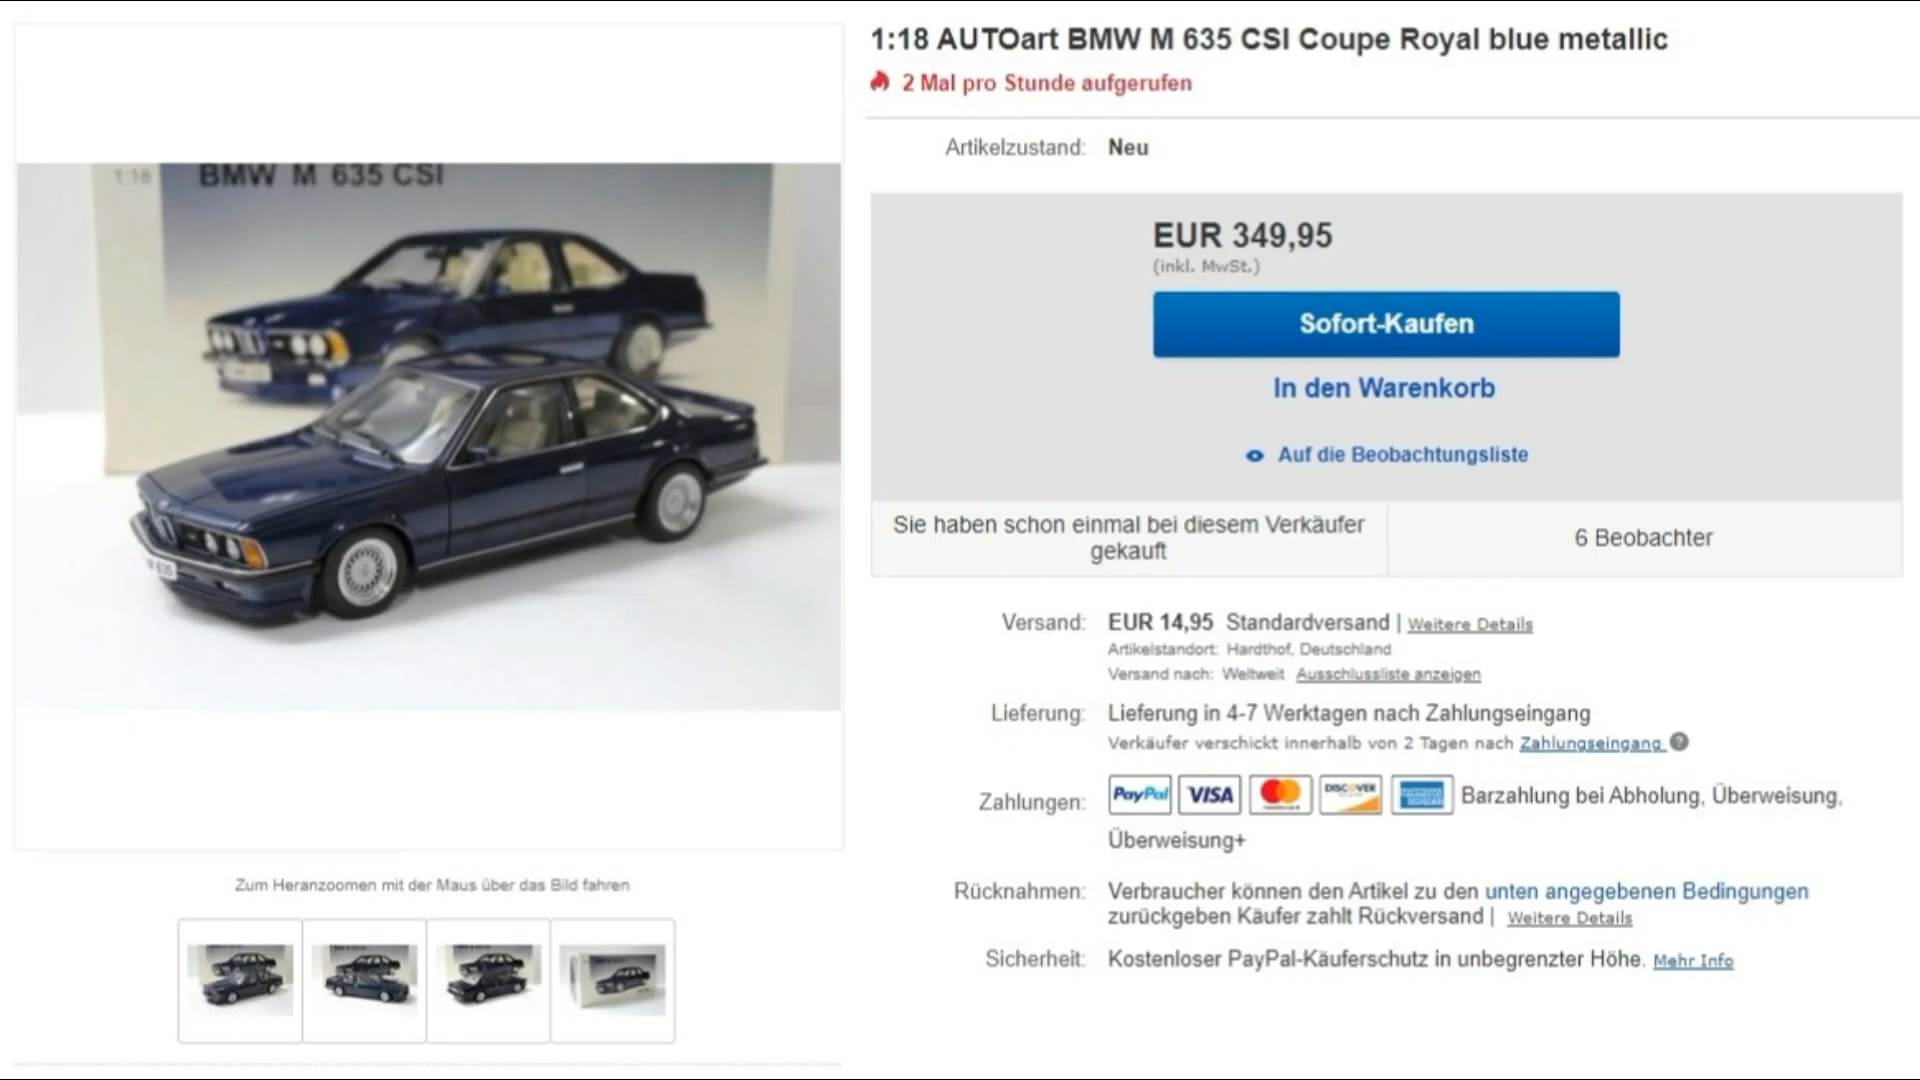 1:18 AUTOart BMW M 635 CSI Coupe Royal blue metallic
2 Mal pro Stunde aufgerufen
Artikelzustand: Neu
1:18 BMW M 635 CSI
EUR 349,95
(inkl. MwSt.)
Sofort-Kaufen
In den Warenkorb
Auf die Beobachtungsliste
Sie haben schon einmal bei diesem Verkäufer
gekauft
6 Beobachter
Versand: EUR 14,95 Standardversand | Weitere Details
Artikelstandort: Hardthof, Deutschland
Versand nach: Weltweit Ausschlussliste anzeigen
Lieferung: Lieferung in 4-7 Werktagen nach Zahlungseingang
Verkäufer verschickt innerhalb von 2 Tagen nach Zahlungseingang ?
Zahlungen: PayPal VISA mastercard DISCOVER AMERICAN EXPRESS Barzahlung bei Abholung, Überweisung,
Überweisung+
Rücknahmen: Verbraucher können den Artikel zu den unten angegebenen Bedingungen
zurückgeben Käufer zahlt Rückversand | Weitere Details
Sicherheit: Kostenloser PayPal-Käuferschutz in unbegrenzter Höhe. Mehr Info
Zum Heranzoomen mit der Maus über das Bild fahren